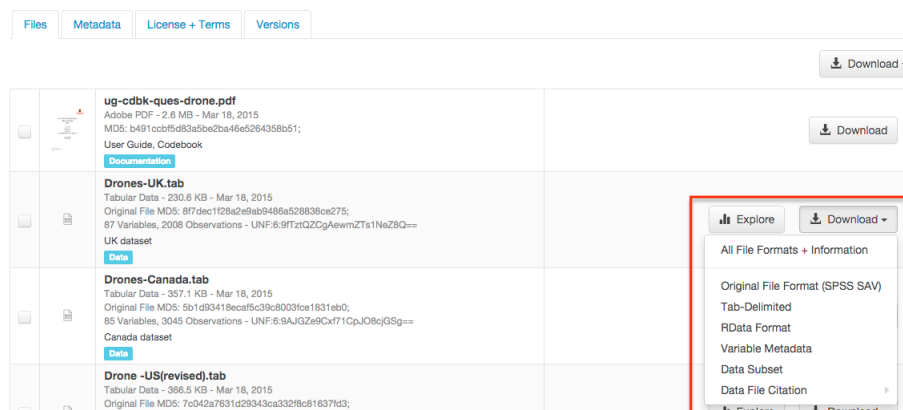 Files Metadata License + Terms Versions
Download
ug-cdbk-ques-drone.pdf
Adobe PDF - 2.6 MB - Mar 18, 2015
MD5: b491ccbf5d83a5be2ba46e5264358b51;
User Guide, Codebook
Documentation
Download
Drones-UK.tab
Tabular Data - 230.6 KB - Mar 18, 2015
Original File MD5: 8f7dec1f28a2e9ab9486a528838ce275;
87 Variables, 2008 Observations - UNF:6:9fTztQZCgAewmZTs1NeZ8Q==
UK dataset
Data
Explore Download
All File Formats + Information
Original File Format (SPSS SAV)
Tab-Delimited
RData Format
Variable Metadata
Data Subset
Data File Citation
Drones-Canada.tab
Tabular Data - 357.1 KB - Mar 18, 2015
Original File MD5: 5b1d93418ecaf5c39c8003fce1831eb0;
85 Variables, 3045 Observations - UNF:6:9AJGZe9Cxf71CpJO8cjGSg==
Canada dataset
Data
Drone -US(revised).tab
Tabular Data - 366.5 KB - Mar 18, 2015
Original File MD5: 7c042a7631d29343ca332f8c81637fd3;
Explore Download